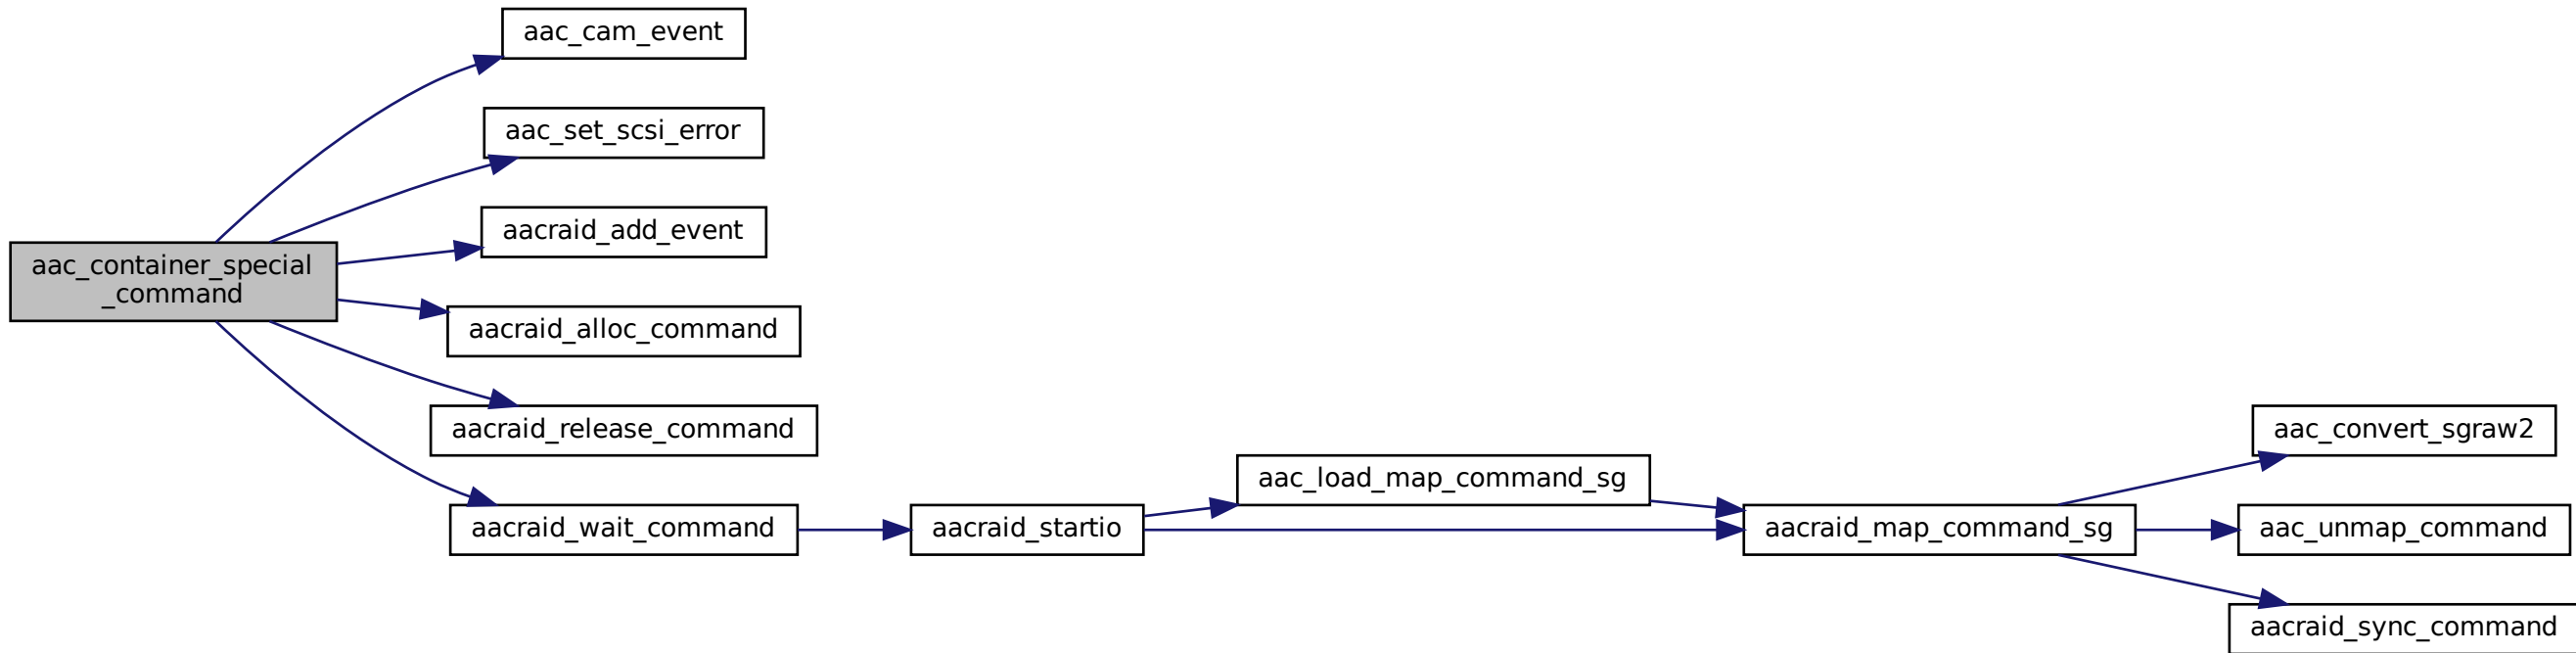 aac_container_special
_command
aac_cam_event
aac_set_scsi_error
aacraid_add_event
aacraid_alloc_command
aacraid_release_command
aacraid_wait_command
aacraid_startio
aac_load_map_command_sg
aacraid_map_command_sg
aac_convert_sgraw2
aac_unmap_command
aacraid_sync_command